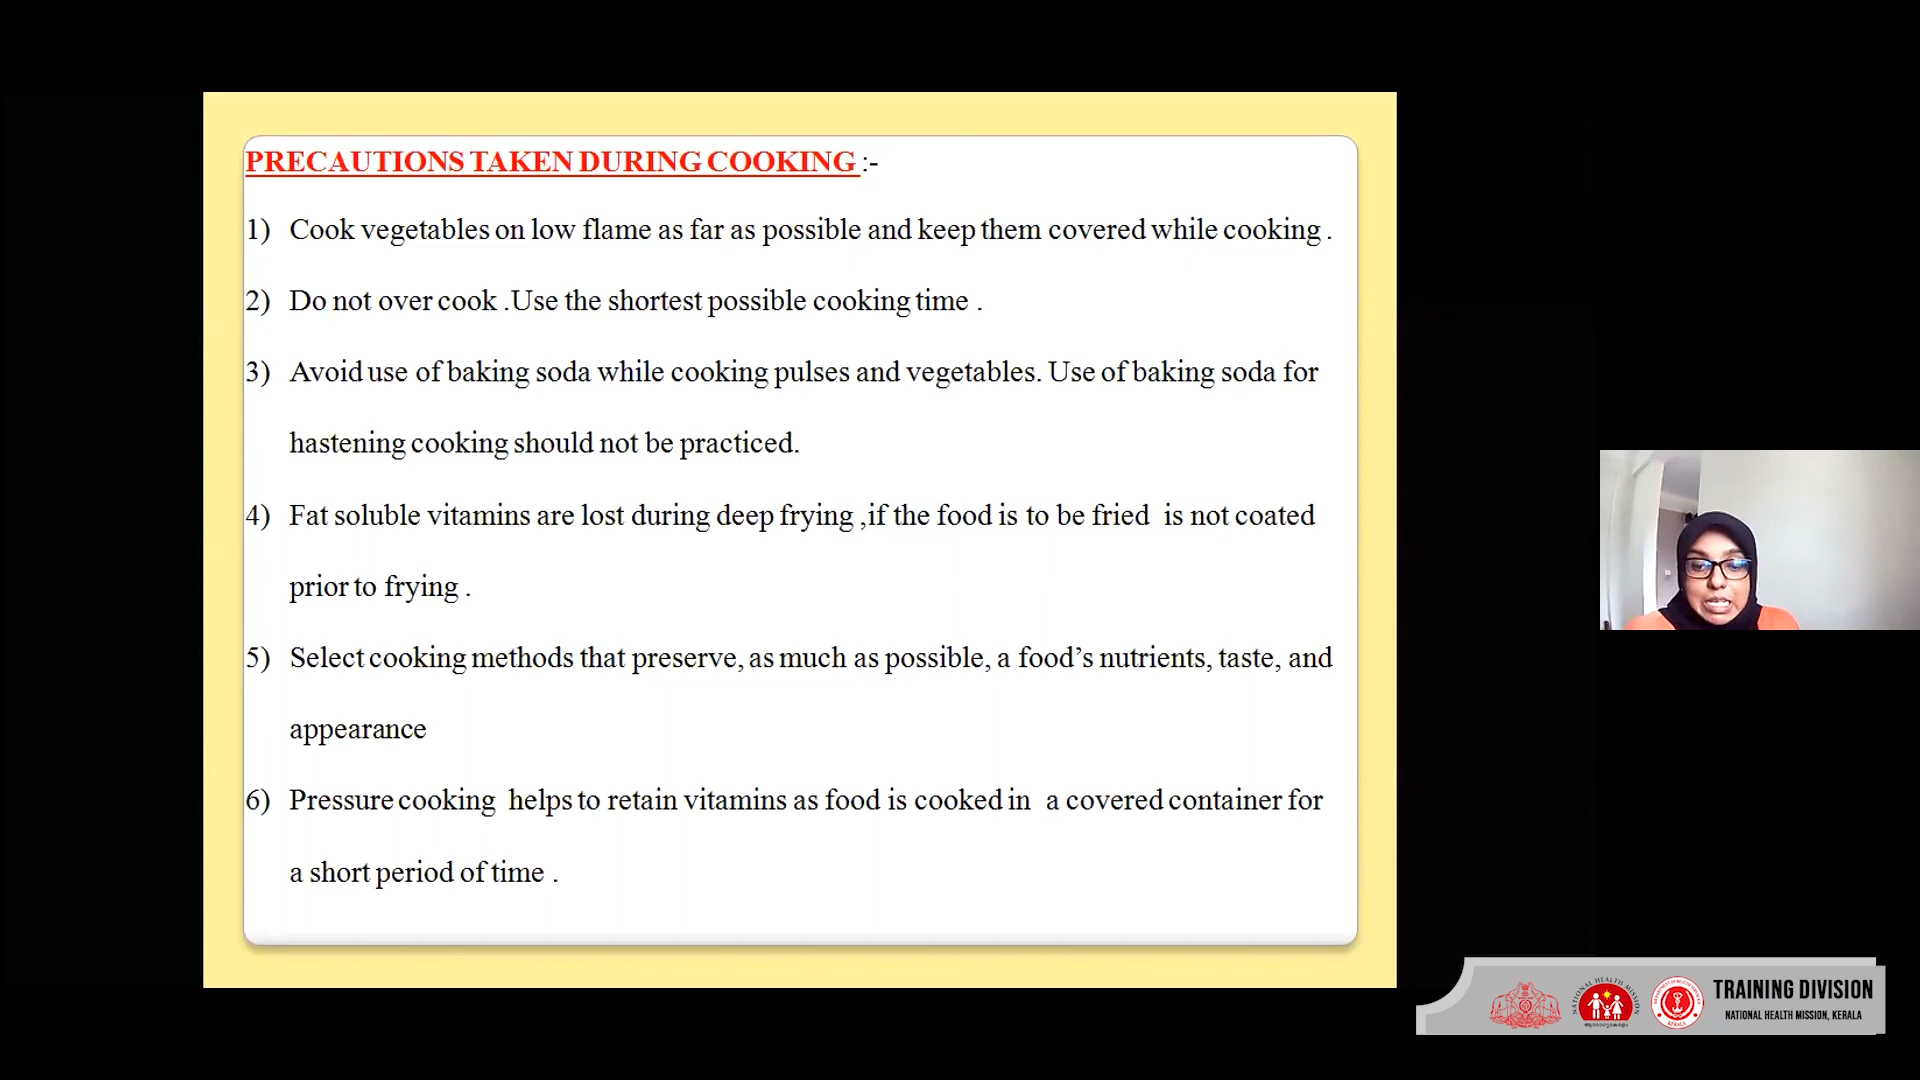 PRECAUTIONS TAKEN DURING COOKING :-
1) Cook vegetables on low flame as far as possible and keep them covered while cooking .
2) Do not over cook .Use the shortest possible cooking time .
3) Avoid use of baking soda while cooking pulses and vegetables. Use of baking soda for
hastening cooking should not be practiced.
4) Fat soluble vitamins are lost during deep frying ,if the food is to be fried is not coated
prior to frying .
5) Select cooking methods that preserve, as much as possible, a food’s nutrients, taste, and
appearance
6) Pressure cooking helps to retain vitamins as food is cooked in a covered container for
a short period of time .
NATIONAL HEALTH MISSION
TRAINING DIVISION
NATIONAL HEALTH MISSION, KERALA